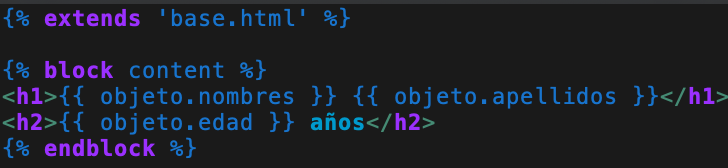 {% extends 'base.html' %}
{% block content %}
<h1>{{ objeto.nombres }} {{ objeto.apellidos }}</h1>
<h2>{{ objeto.edad }} años</h2>
{% endblock %}